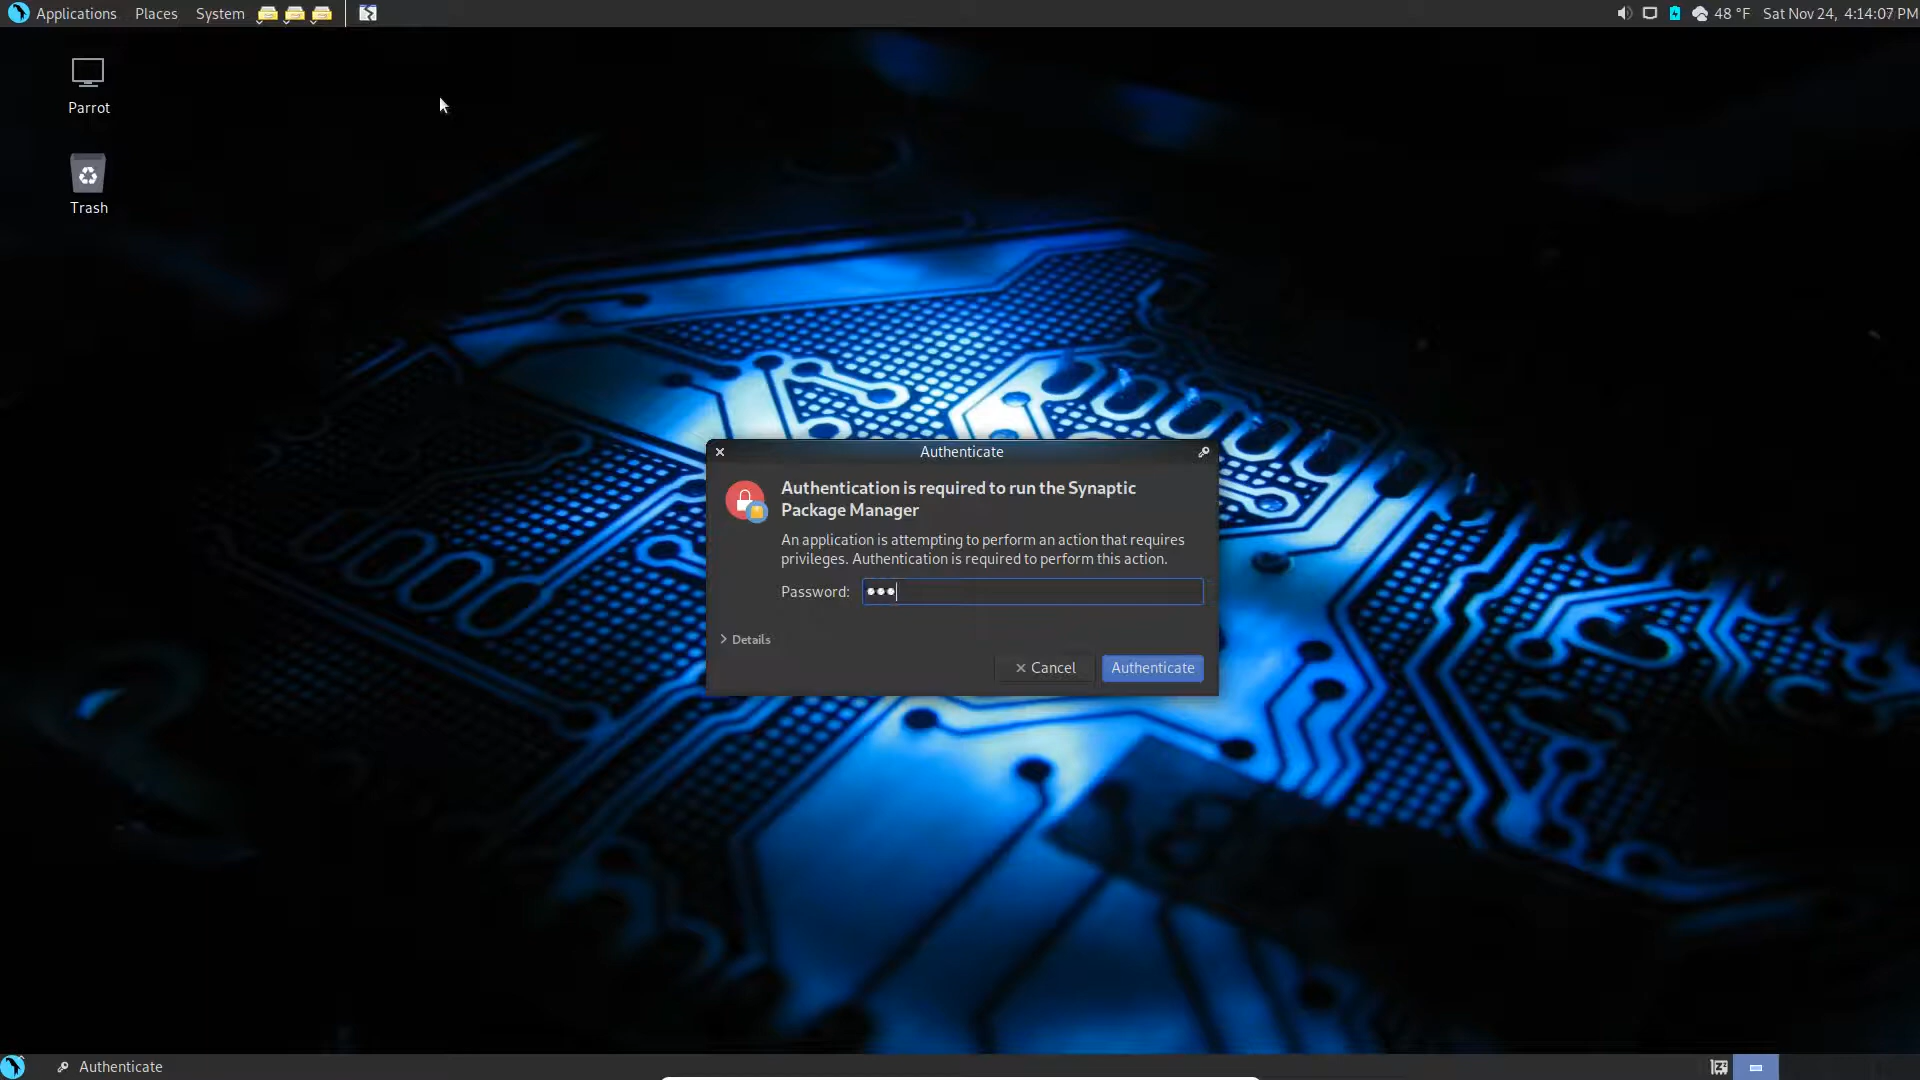 Applications Places System
48 °F Sat Nov 24, 4:14:07 PM
Parrot
Trash
Authenticate
Authentication is required to run the Synaptic
Package Manager
An application is attempting to perform an action that requires
privileges. Authentication is required to perform this action.
Password: •••
Details
Cancel Authenticate
Authenticate